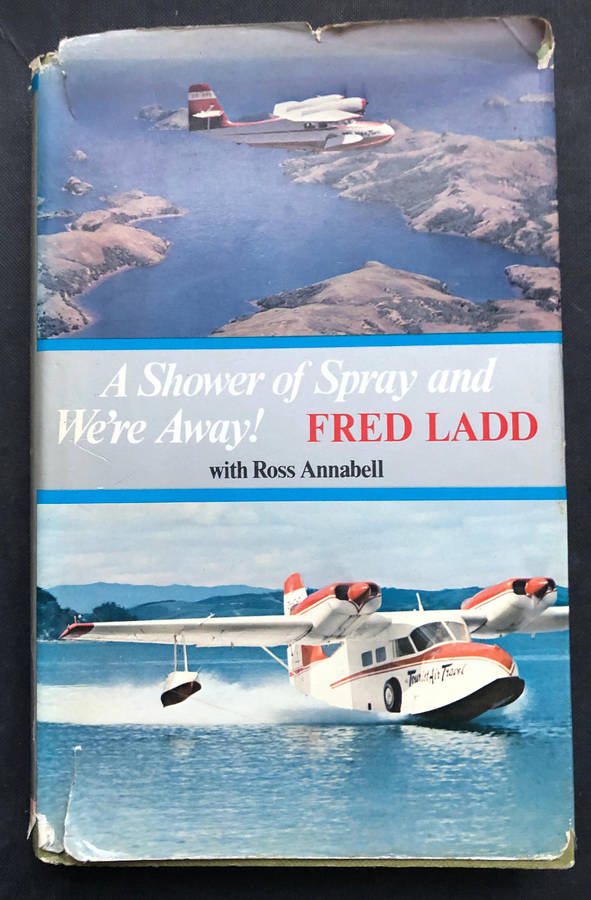 A Shower of Spray and
We're Away! FRED LADD
with Ross Annabell
Tourist Air Travel